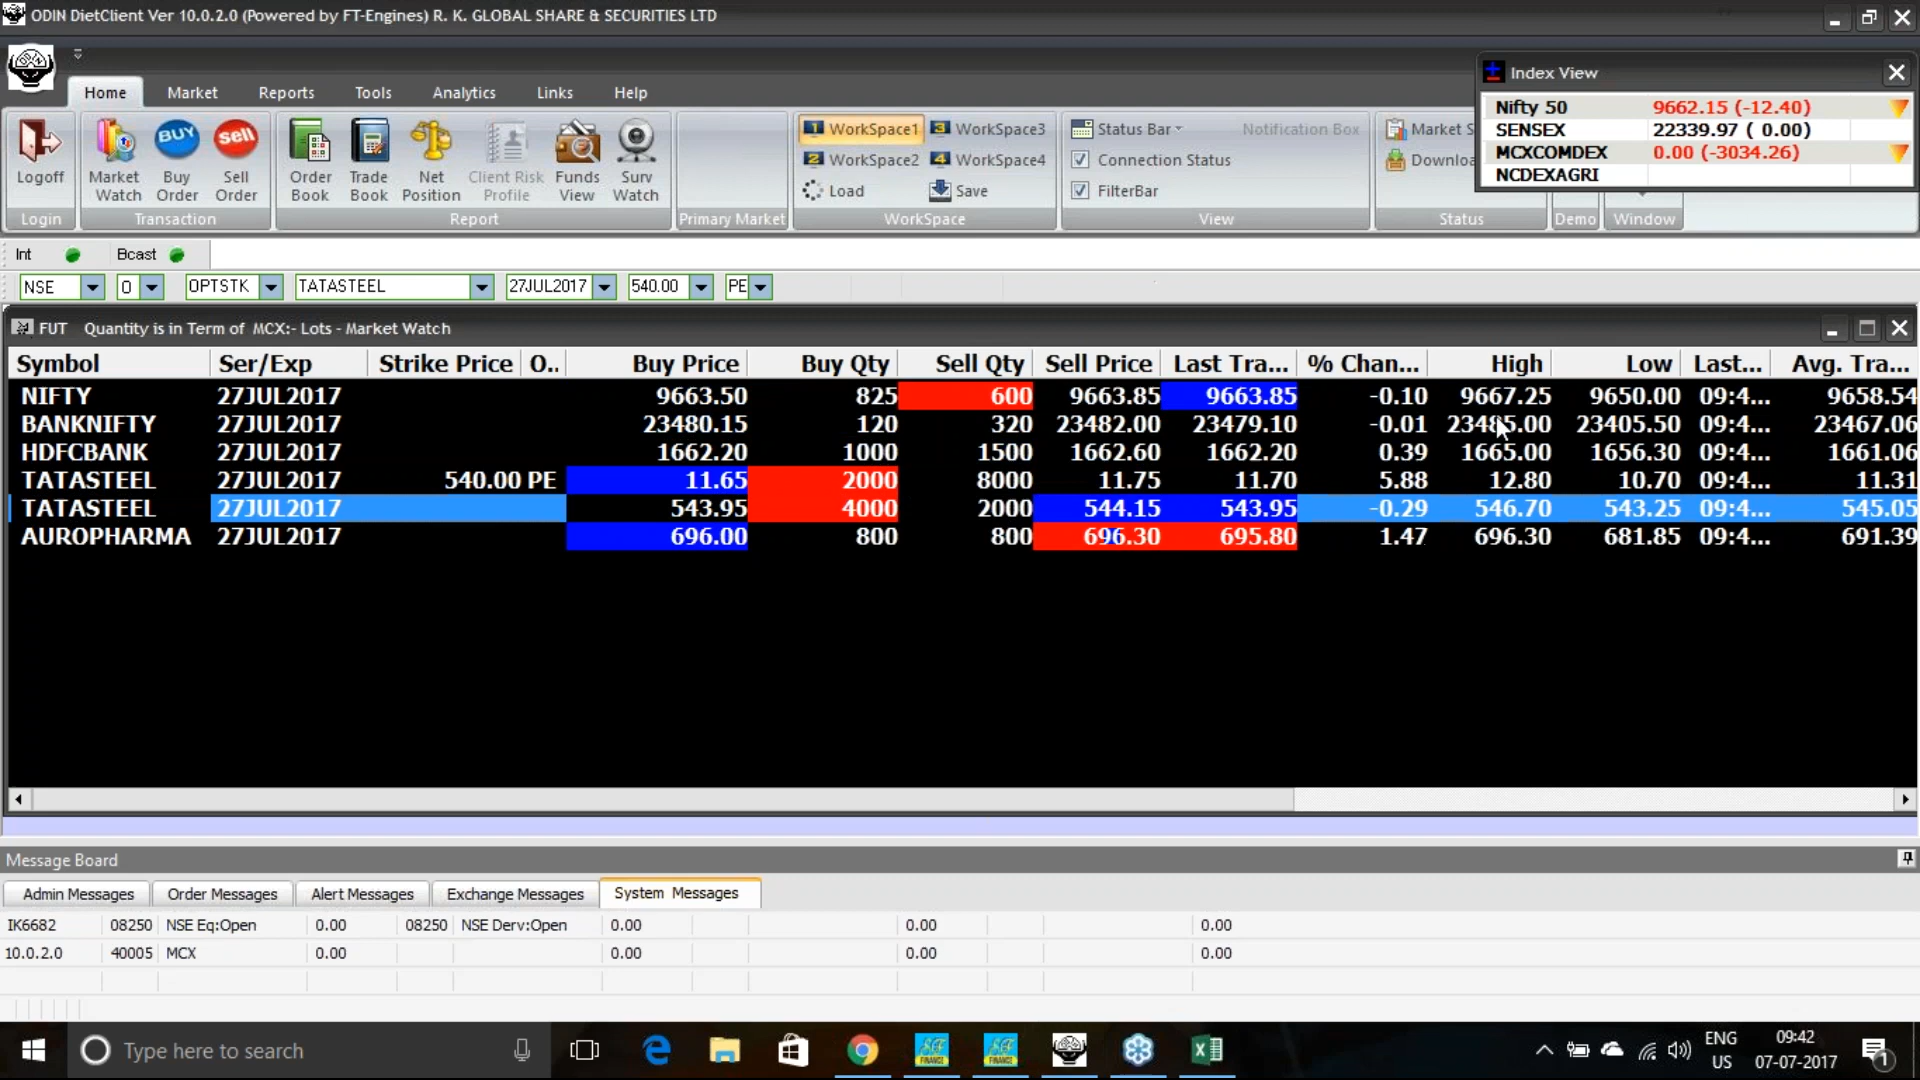 ODIN DietClient Ver 10.0.2.0 (Powered by FT-Engines) R. K. GLOBAL SHARE & SECURITIES LTD
Index View
Home Market Reports Tools Analytics Links Help
Nifty 50 9662.15 (-12.40)
SENSEX 22339.97 ( 0.00)
MCXCOMDEX 0.00 (-3034.26)
NCDEXAGRI
WorkSpace1 WorkSpace3 Status Bar Notification Box Market S
WorkSpace2 WorkSpace4 Connection Status Downloa
Load Save FilterBar
Logoff Market Watch Buy Order Sell Order Order Book Trade Book Net Position Client Risk Profile Funds View Surv Watch
Login Transaction Report Primary Market WorkSpace View Status Demo Window
Int Bcast
NSE O OPTSTK TATASTEEL 27JUL2017 540.00 PE
FUT Quantity is in Term of MCX:- Lots - Market Watch
Symbol Ser/Exp Strike Price O.. Buy Price Buy Qty Sell Qty Sell Price Last Tra... % Chan... High Low Last... Avg. Tra...
NIFTY 27JUL2017 9663.50 825 600 9663.85 9663.85 -0.10 9667.25 9650.00 09:4... 9658.54
BANKNIFTY 27JUL2017 23480.15 120 320 23482.00 23479.10 -0.01 23485.00 23405.50 09:4... 23467.06
HDFCBANK 27JUL2017 1662.20 1000 1500 1662.60 1662.20 0.39 1665.00 1656.30 09:4... 1661.06
TATASTEEL 27JUL2017 540.00 PE 11.65 2000 8000 11.75 11.70 5.88 12.80 10.70 09:4... 11.31
TATASTEEL 27JUL2017 543.95 4000 2000 544.15 543.95 -0.29 546.70 543.25 09:4... 545.05
AUROPHARMA 27JUL2017 696.00 800 800 696.30 695.80 1.47 696.30 681.85 09:4... 691.39
Message Board
Admin Messages Order Messages Alert Messages Exchange Messages System Messages
IK6682 08250 NSE Eq:Open 0.00 08250 NSE Derv:Open 0.00 0.00 0.00
10.0.2.0 40005 MCX 0.00 0.00 0.00 0.00
Type here to search
ENG
US
09:42
07-07-2017
1